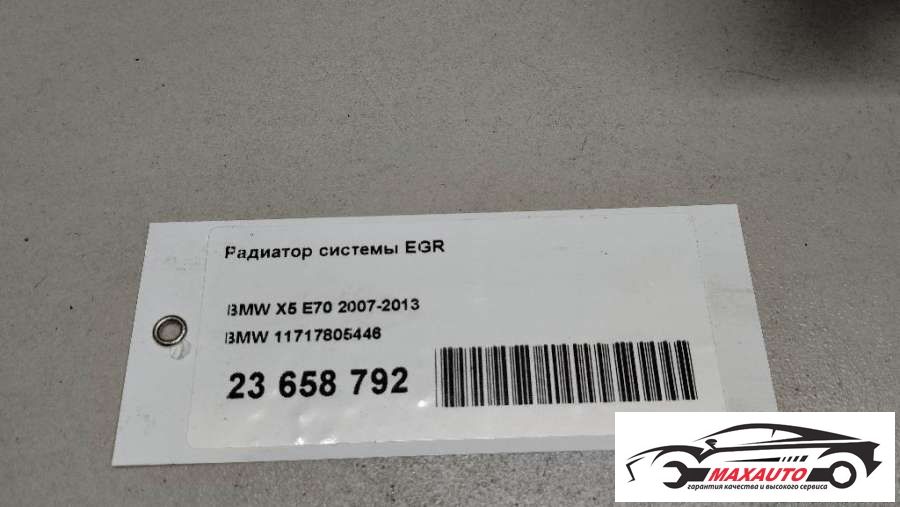 Радиатор системы EGR
BMW X5 E70 2007-2013
BMW 11717805446
23 658 792
MAXAUTO
гарантия качества и высокого сервиса